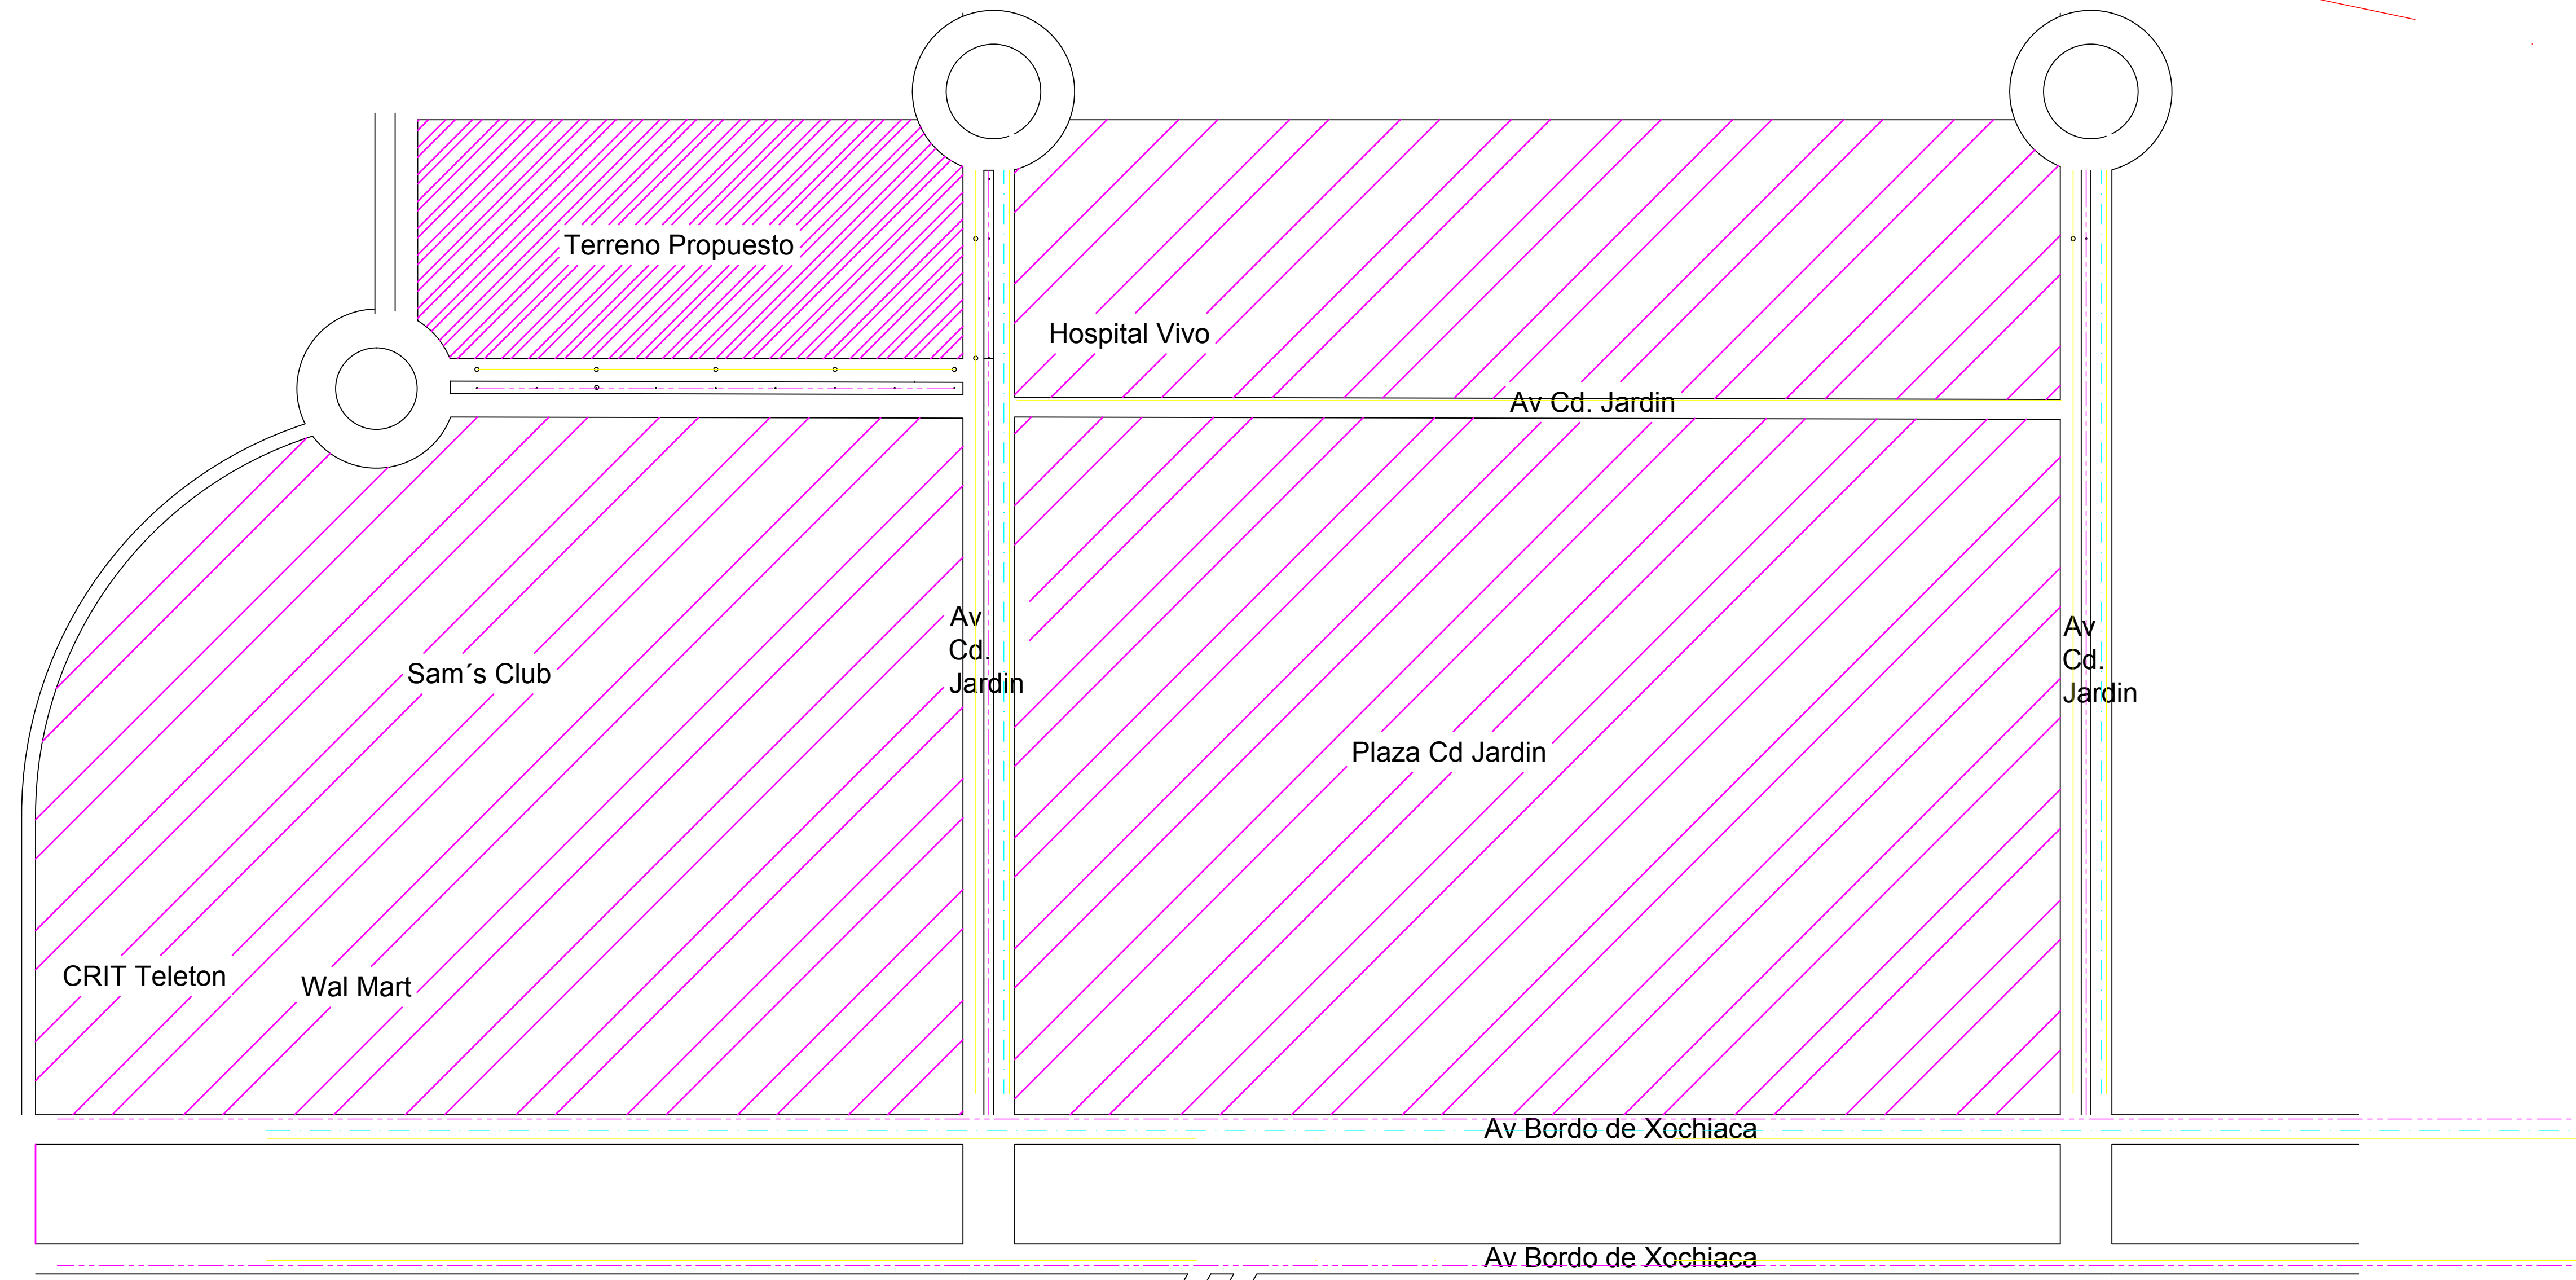 Terreno Propuesto
Hospital Vivo
Av Cd. Jardin
Av
Cd.
Jardin
Av
Cd.
Jardin
Sam´s Club
Plaza Cd Jardin
CRIT Teleton
Wal Mart
Av Bordo de Xochiaca
Av Bordo de Xochiaca